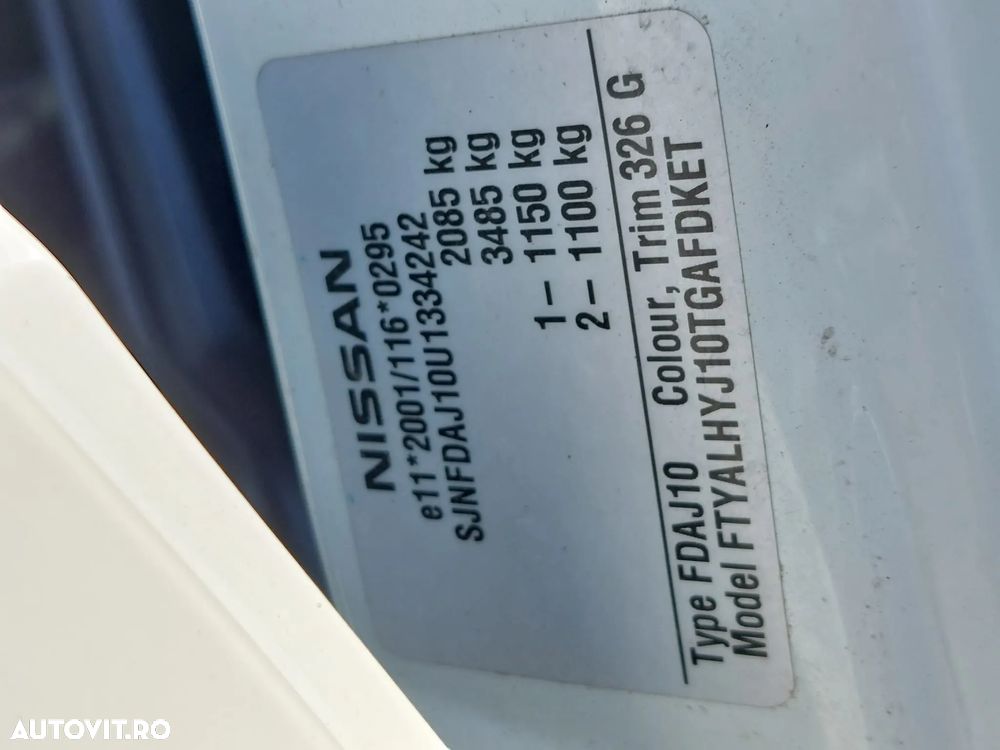 NISSAN
e11*2001/116*0295
SJNFDAJ10U1334242
2085 kg
3485 kg
1– 1150 kg
2– 1100 kg
Type FDAJ10 Colour, Trim 326 G
Model FTYALHYJ10TGAFDKET
AUTOVIT.RO